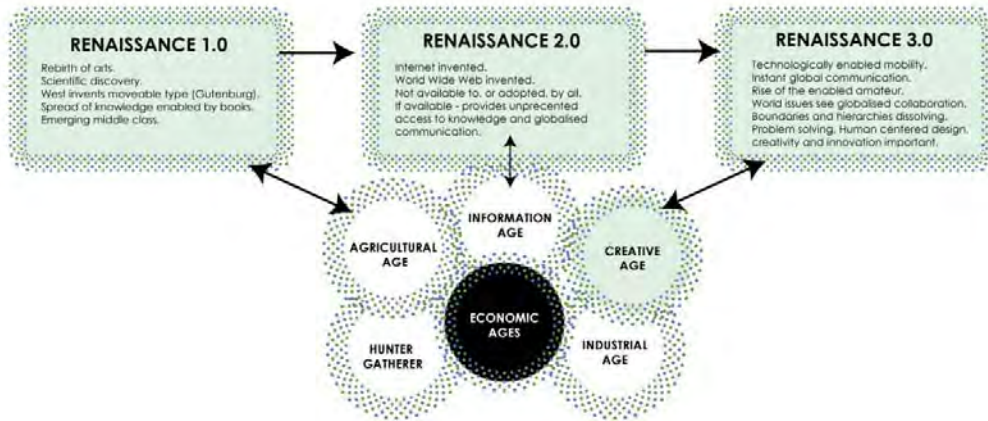 RENAISSANCE 1.0
Rebirth of arts.
Scientific discovery.
West invents moveable type (Gutenburg).
Spread of knowledge enabled by books.
Emerging middle class.
RENAISSANCE 2.0
Internet invented.
World Wide Web invented.
Not available to, or adopted, by all.
If available - provides unprecented
access to knowledge and globalised
communication.
RENAISSANCE 3.0
Technologically enabled mobility.
Instant global communication.
Rise of the enabled amateur.
World issues see globalised collaboration.
Boundaries and hierarchies dissolving.
Problem solving. Human centered design,
creativity and innovation important.
INFORMATION
AGE
AGRICULTURAL
AGE
CREATIVE
AGE
ECONOMIC
AGES
HUNTER
GATHERER
INDUSTRIAL
AGE